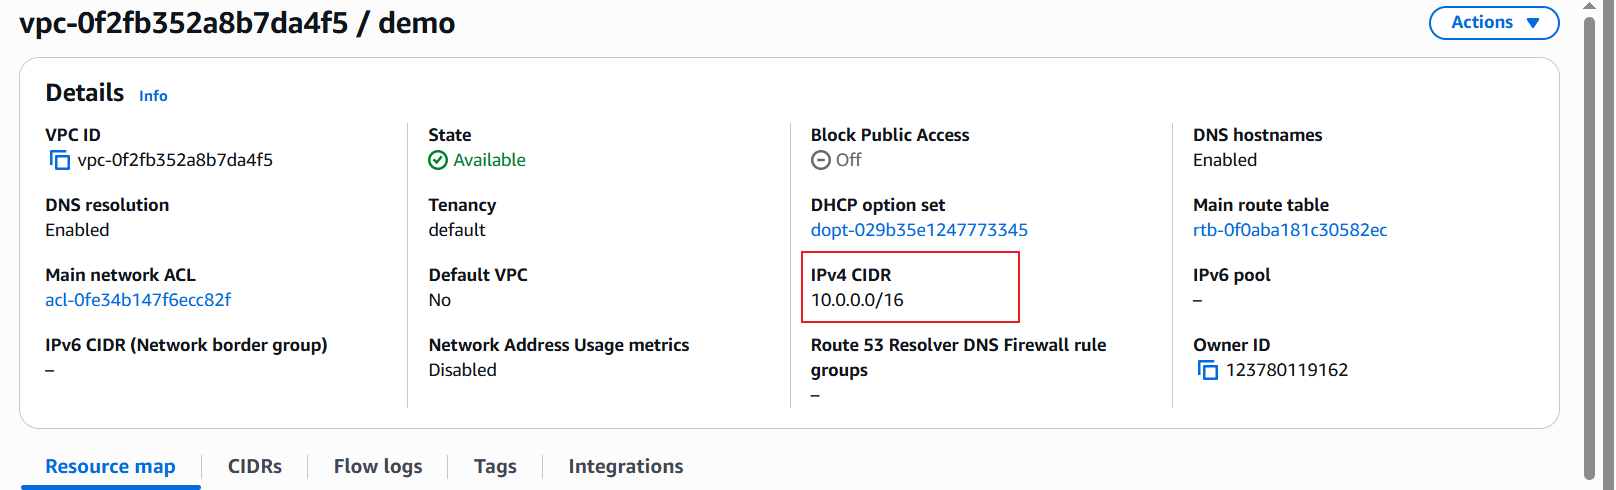 vpc-0f2fb352a8b7da4f5 / demo
Actions
Details Info
VPC ID
vpc-0f2fb352a8b7da4f5
State
Available
Block Public Access
Off
DNS hostnames
Enabled
DNS resolution
Enabled
Tenancy
default
DHCP option set
dopt-029b35e1247773345
Main route table
rtb-0f0aba181c30582ec
Main network ACL
acl-0fe34b147f6ecc82f
Default VPC
No
IPv4 CIDR
10.0.0.0/16
IPv6 pool
–
IPv6 CIDR (Network border group)
–
Network Address Usage metrics
Disabled
Route 53 Resolver DNS Firewall rule
groups
–
Owner ID
123780119162
Resource map
CIDRs
Flow logs
Tags
Integrations